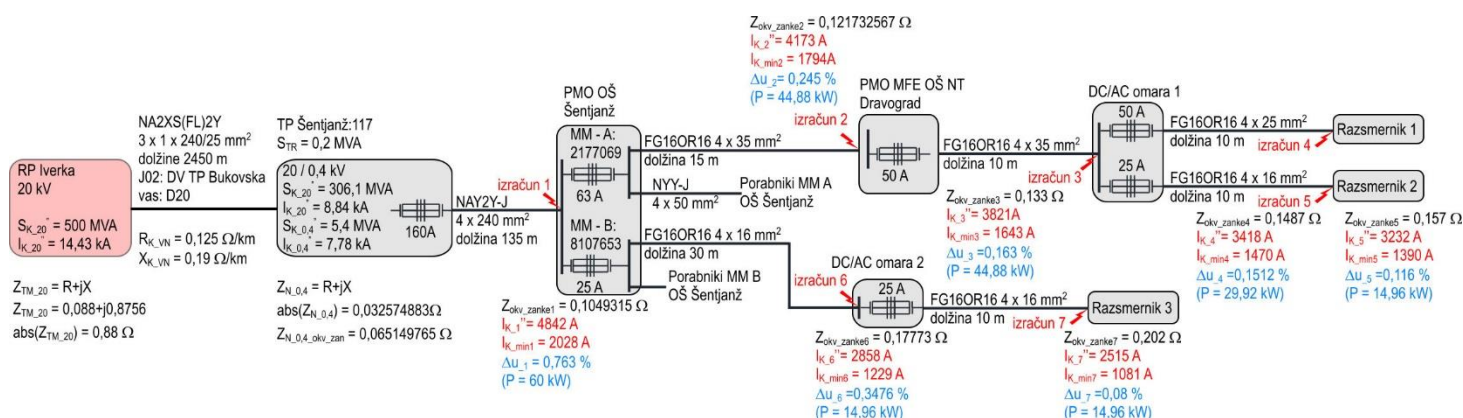 RP Iverka
20 kV
S_K_20" = 500 MVA
I_K_20" = 14,43 kA
Z_TM_20 = R+jX
Z_TM_20 = 0,088+j0,8756
abs(Z_TM_20) = 0,88 Ω
NA2XS(FL)2Y
3 x 1 x 240/25 mm²
dolžine 2450 m
J02: DV TP Bukovska
vas: D20
R_K_VN = 0,125 Ω/km
X_K_VN = 0,19 Ω/km
TP Šentjanž:117
S_TR = 0,2 MVA
20 / 0,4 kV
S_K_20" = 306,1 MVA
I_K_20" = 8,84 kA
S_K_0,4" = 5,4 MVA
I_K_0,4" = 7,78 kA
160A
Z_N_0,4 = R+jX
abs(Z_N_0,4) = 0,032574883 Ω
Z_N_0,4_okv_zan = 0,065149765 Ω
NAY2Y-J
4 x 240 mm²
dolžina 135 m
izračun 1
PMO OŠ
Šentjanž
MM - A:
2177069
63 A
MM - B:
8107653
25 A
Z_okv_zanke1 = 0,1049315 Ω
I_K_1" = 4842 A
I_K_min1 = 2028 A
Δu_1 = 0,763 %
(P = 60 kW)
FG16OR16 4 x 35 mm²
dolžina 15 m
NYY-J
4 x 50 mm²
Porabniki MM A
OŠ Šentjanž
FG16OR16 4 x 16 mm²
dolžina 30 m
Porabniki MM B
OŠ Šentjanž
Z_okv_zanke2 = 0,121732567 Ω
I_K_2" = 4173 A
I_K_min2 = 1794A
Δu_2 = 0,245 %
(P = 44,88 kW)
izračun 2
PMO MFE OŠ NT
Dravograd
50 A
FG16OR16 4 x 35 mm²
dolžina 10 m
izračun 3
Z_okv_zanke3 = 0,133 Ω
I_K_3" = 3821A
I_K_min3 = 1643 A
Δu_3 = 0,163 %
(P = 44,88 kW)
DC/AC omara 1
50 A
25 A
FG16OR16 4 x 25 mm²
dolžina 10 m
izračun 4
Razsmernik 1
FG16OR16 4 x 16 mm²
dolžina 10 m
izračun 5
Razsmernik 2
Z_okv_zanke4 = 0,1487 Ω
I_K_4" = 3418 A
I_K_min4 = 1470 A
Δu_4 = 0,1512 %
(P = 29,92 kW)
Z_okv_zanke5 = 0,157 Ω
I_K_5" = 3232 A
I_K_min5 = 1390 A
Δu_5 = 0,116 %
(P = 14,96 kW)
izračun 6
DC/AC omara 2
25 A
FG16OR16 4 x 16 mm²
dolžina 10 m
izračun 7
Razsmernik 3
Z_okv_zanke6 = 0,17773 Ω
I_K_6" = 2858 A
I_K_min6 = 1229 A
Δu_6 = 0,3476 %
(P = 14,96 kW)
Z_okv_zanke7 = 0,202 Ω
I_K_7" = 2515 A
I_K_min7 = 1081 A
Δu_7 = 0,08 %
(P = 14,96 kW)